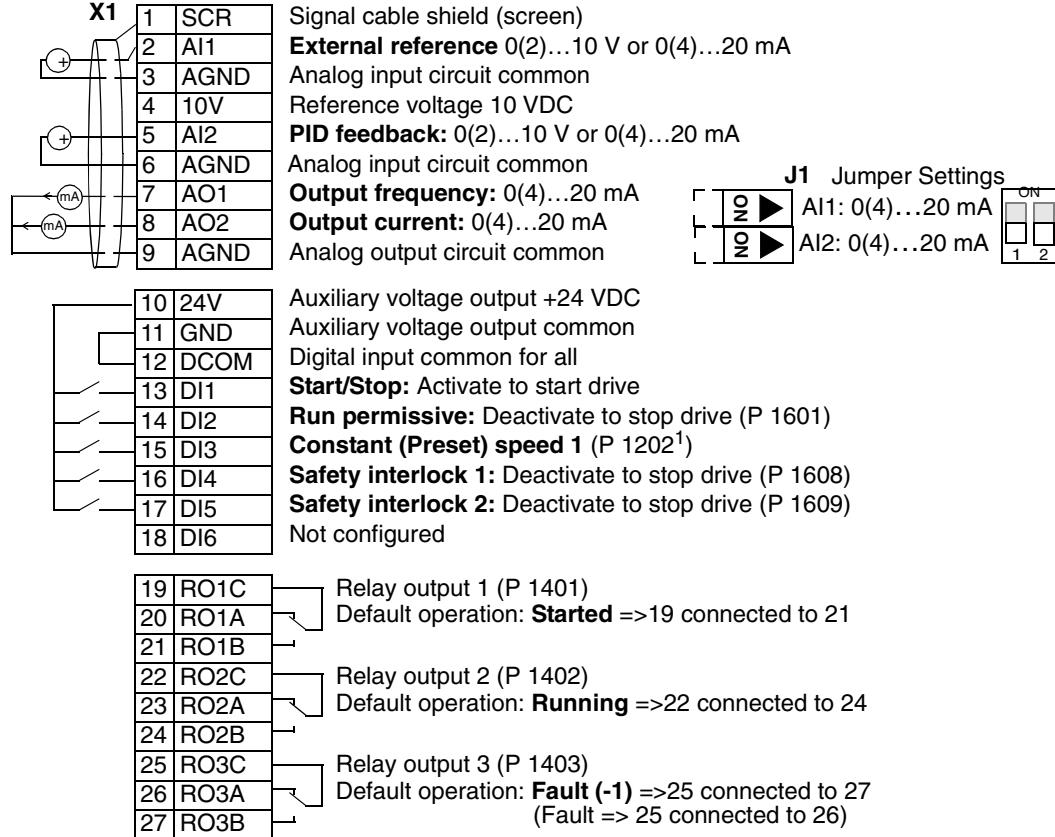 X1
1 SCR Signal cable shield (screen)
2 AI1 External reference 0(2)…10 V or 0(4)…20 mA
3 AGND Analog input circuit common
4 10V Reference voltage 10 VDC
5 AI2 PID feedback: 0(2)…10 V or 0(4)…20 mA
6 AGND Analog input circuit common
7 AO1 Output frequency: 0(4)…20 mA
8 AO2 Output current: 0(4)…20 mA
9 AGND Analog output circuit common
+
+
mA
mA
J1 Jumper Settings
ON AI1: 0(4)…20 mA
ON AI2: 0(4)…20 mA
ON
1 2
10 24V Auxiliary voltage output +24 VDC
11 GND Auxiliary voltage output common
12 DCOM Digital input common for all
13 DI1 Start/Stop: Activate to start drive
14 DI2 Run permissive: Deactivate to stop drive (P 1601)
15 DI3 Constant (Preset) speed 1 (P 1202¹)
16 DI4 Safety interlock 1: Deactivate to stop drive (P 1608)
17 DI5 Safety interlock 2: Deactivate to stop drive (P 1609)
18 DI6 Not configured
19 RO1C Relay output 1 (P 1401)
20 RO1A Default operation: Started =>19 connected to 21
21 RO1B
22 RO2C Relay output 2 (P 1402)
23 RO2A Default operation: Running =>22 connected to 24
24 RO2B
25 RO3C Relay output 3 (P 1403)
26 RO3A Default operation: Fault (-1) =>25 connected to 27
27 RO3B (Fault => 25 connected to 26)